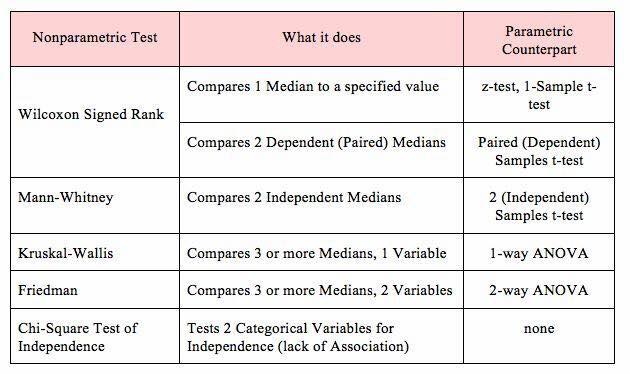 Nonparametric Test
What it does
Parametric
Counterpart
Wilcoxon Signed Rank
Compares 1 Median to a specified value
z-test, 1-Sample t-
test
Compares 2 Dependent (Paired) Medians
Paired (Dependent)
Samples t-test
Mann-Whitney
Compares 2 Independent Medians
2 (Independent)
Samples t-test
Kruskal-Wallis
Compares 3 or more Medians, 1 Variable
1-way ANOVA
Friedman
Compares 3 or more Medians, 2 Variables
2-way ANOVA
Chi-Square Test of
Independence
Tests 2 Categorical Variables for
Independence (lack of Association)
none